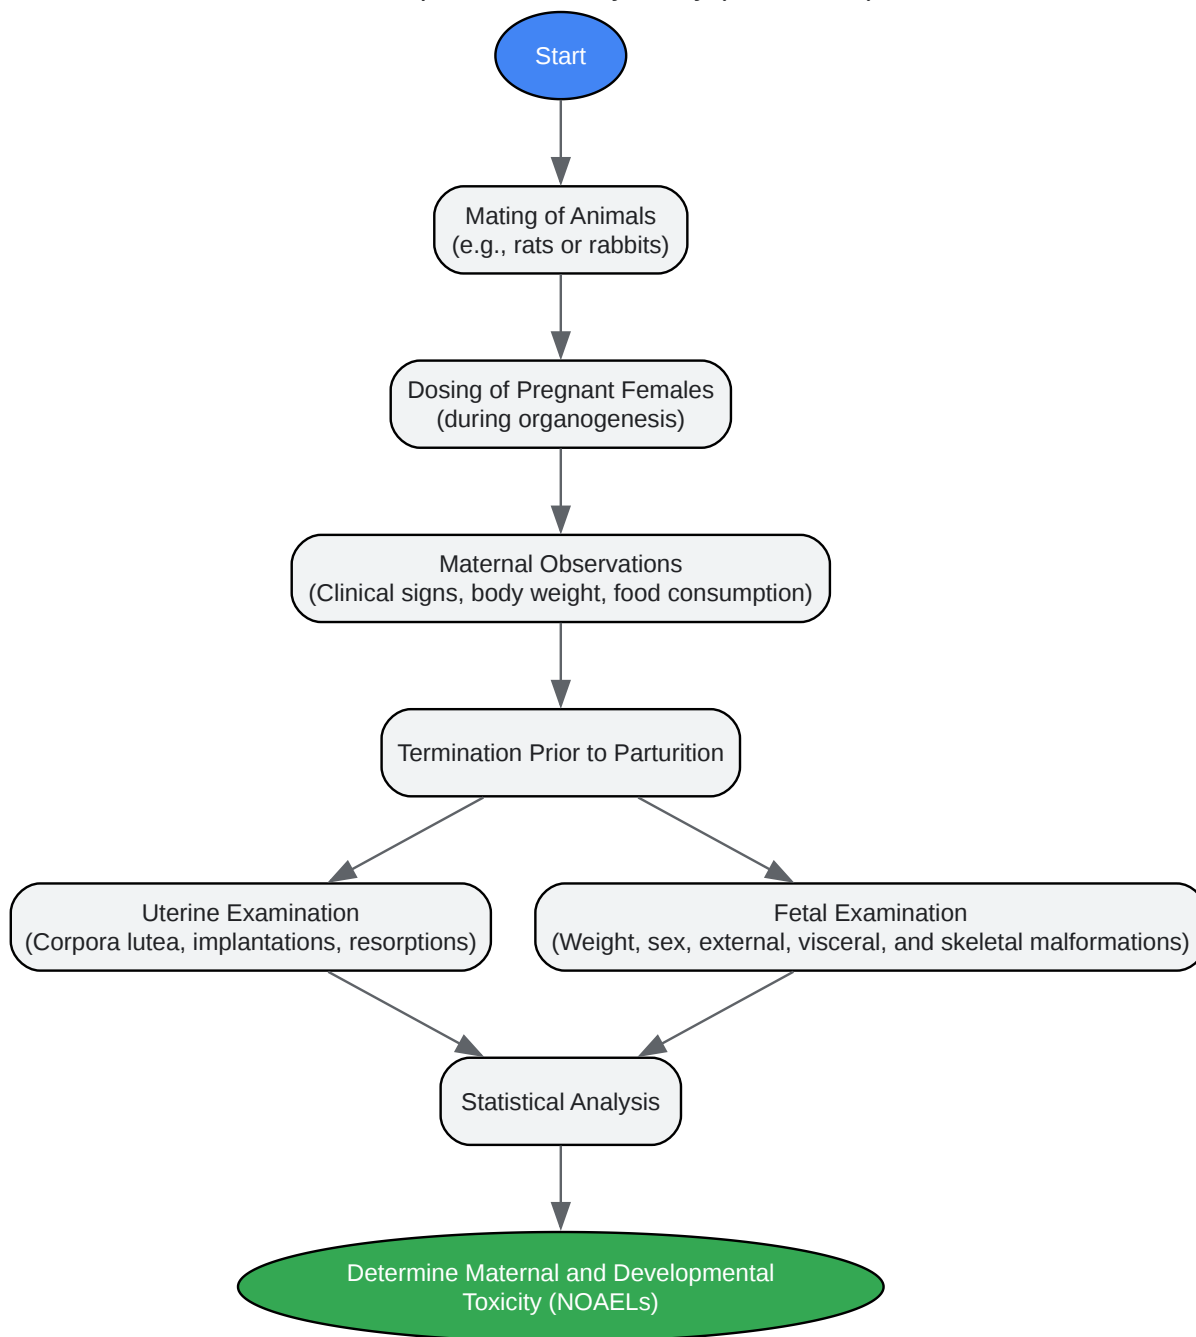 Start
Mating of Animals
(e.g., rats or rabbits)
Dosing of Pregnant Females
(during organogenesis)
Maternal Observations
(Clinical signs, body weight, food consumption)
Termination Prior to Parturition
Uterine Examination
(Corpora lutea, implantations, resorptions)
Fetal Examination
(Weight, sex, external, visceral, and skeletal malformations)
Statistical Analysis
Determine Maternal and Developmental
Toxicity (NOAELs)